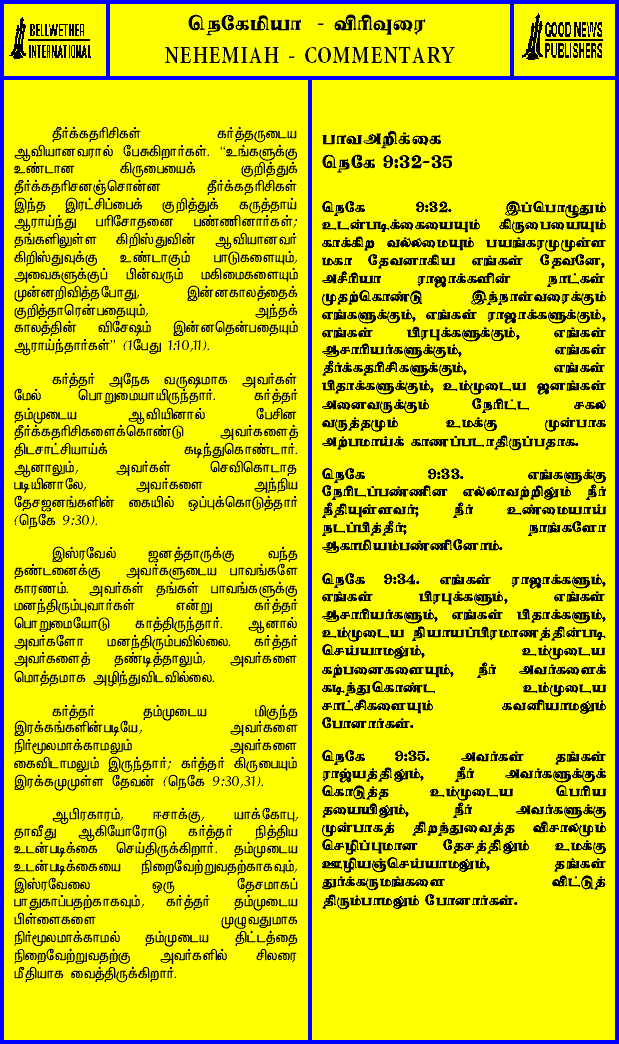 BELLWETHER
INTERNATIONAL
நெகேமியா - விரிவுரை
NEHEMIAH - COMMENTARY
GOOD NEWS
PUBLISHERS
தீர்க்கதரிசிகள் கர்த்தருடைய
ஆவியானவரால் பேசுகிறார்கள். “உங்களுக்கு
உண்டான கிருபையைக் குறித்துத்
தீர்க்கதரிசனஞ்சொன்ன தீர்க்கதரிசிகள்
இந்த இரட்சிப்பைக் குறித்துக் கருத்தாய்
ஆராய்ந்து பரிசோதனை பண்ணினார்கள்;
தங்களிலுள்ள கிறிஸ்துவின் ஆவியானவர்
கிறிஸ்துவுக்கு உண்டாகும் பாடுகளையும்,
அவைகளுக்குப் பின்வரும் மகிமைகளையும்
முன்னறிவித்தபோது, இன்னகாலத்தைக்
குறித்தாரென்பதையும், அந்தக்
காலத்தின் விசேஷம் இன்னதென்பதையும்
ஆராய்ந்தார்கள்” (1பேது 1:10,11).
கர்த்தர் அநேக வருஷமாக அவர்கள்
மேல் பொறுமையாயிருந்தார். கர்த்தர்
தம்முடைய ஆவியினால் பேசின
தீர்க்கதரிசிகளைக்கொண்டு அவர்களைத்
திடசாட்சியாய்க் கடிந்துகொண்டார்.
ஆனாலும், அவர்கள் செவிகொடாத
படியினாலே, அவர்களை அந்நிய
தேசஜனங்களின் கையில் ஒப்புக்கொடுத்தார்
(நெகே 9:30).
இஸ்ரவேல் ஜனத்தாருக்கு வந்த
தண்டனைக்கு அவர்களுடைய பாவங்களே
காரணம். அவர்கள் தங்கள் பாவங்களுக்கு
மனந்திரும்புவார்கள் என்று கர்த்தர்
பொறுமையோடு காத்திருந்தார். ஆனால்
அவர்களோ மனந்திரும்பவில்லை. கர்த்தர்
அவர்களைத் தண்டித்தாலும், அவர்களை
மொத்தமாக அழிந்துவிடவில்லை.
கர்த்தர் தம்முடைய மிகுந்த
இரக்கங்களின்படியே, அவர்களை
நிர்மூலமாக்காமலும் அவர்களை
கைவிடாமலும் இருந்தார்; கர்த்தர் கிருபையும்
இரக்கமுமுள்ள தேவன் (நெகே 9:30,31).
ஆபிரகாரம், ஈசாக்கு, யாக்கோபு,
தாவீது ஆகியோரோடு கர்த்தர் நித்திய
உடன்படிக்கை செய்திருக்கிறார். தம்முடைய
உடன்படிக்கையை நிறைவேற்றுவதற்காகவும்,
இஸ்ரவேலை ஒரு தேசமாகப்
பாதுகாப்பதற்காகவும், கர்த்தர் தம்முடைய
பிள்ளைகளை முழுவதுமாக
நிர்மூலமாக்காமல் தம்முடைய திட்டத்தை
நிறைவேற்றுவதற்கு அவர்களில் சிலரை
மீதியாக வைத்திருக்கிறார்.
பாவஅறிக்கை
நெகே 9:32-35
நெகே 9:32. இப்பொழுதும்
உடன்படிக்கையையும் கிருபையையும்
காக்கிற வல்லமையும் பயங்கரமுமுள்ள
மகா தேவனாகிய எங்கள் தேவனே,
அசீரியா ராஜாக்களின் நாட்கள்
முதற்கொண்டு இந்நாள்வரைக்கும்
எங்களுக்கும், எங்கள் ராஜாக்களுக்கும்,
எங்கள் பிரபுக்களுக்கும், எங்கள்
ஆசாரியர்களுக்கும், எங்கள்
தீர்க்கதரிசிகளுக்கும், எங்கள்
பிதாக்களுக்கும், உம்முடைய ஜனங்கள்
அனைவருக்கும் நேரிட்ட சகல
வருத்தமும் உமக்கு முன்பாக
அற்பமாய்க் காணப்படாதிருப்பதாக.
நெகே 9:33. எங்களுக்கு
நேரிடப்பண்ணின எல்லாவற்றிலும் நீர்
நீதியுள்ளவர்; நீர் உண்மையாய்
நடப்பித்தீர்; நாங்களோ
ஆகாமியம்பண்ணினோம்.
நெகே 9:34. எங்கள் ராஜாக்களும்,
எங்கள் பிரபுக்களும், எங்கள்
ஆசாரியர்களும், எங்கள் பிதாக்களும்,
உம்முடைய நியாயப்பிரமாணத்தின்படி
செய்யாமலும், உம்முடைய
கற்பனைகளையும், நீர் அவர்களைக்
கடிந்துகொண்ட உம்முடைய
சாட்சிகளையும் கவனியாமலும்
போனார்கள்.
நெகே 9:35. அவர்கள் தங்கள்
ராஜ்யத்திலும், நீர் அவர்களுக்குக்
கொடுத்த உம்முடைய பெரிய
தயையிலும், நீர் அவர்களுக்கு
முன்பாகத் திறந்துவைத்த விசாலமும்
செழிப்புமான தேசத்திலும் உமக்கு
ஊழியஞ்செய்யாமலும், தங்கள்
துர்க்கருமங்களை விட்டுத்
திரும்பாமலும் போனார்கள்.